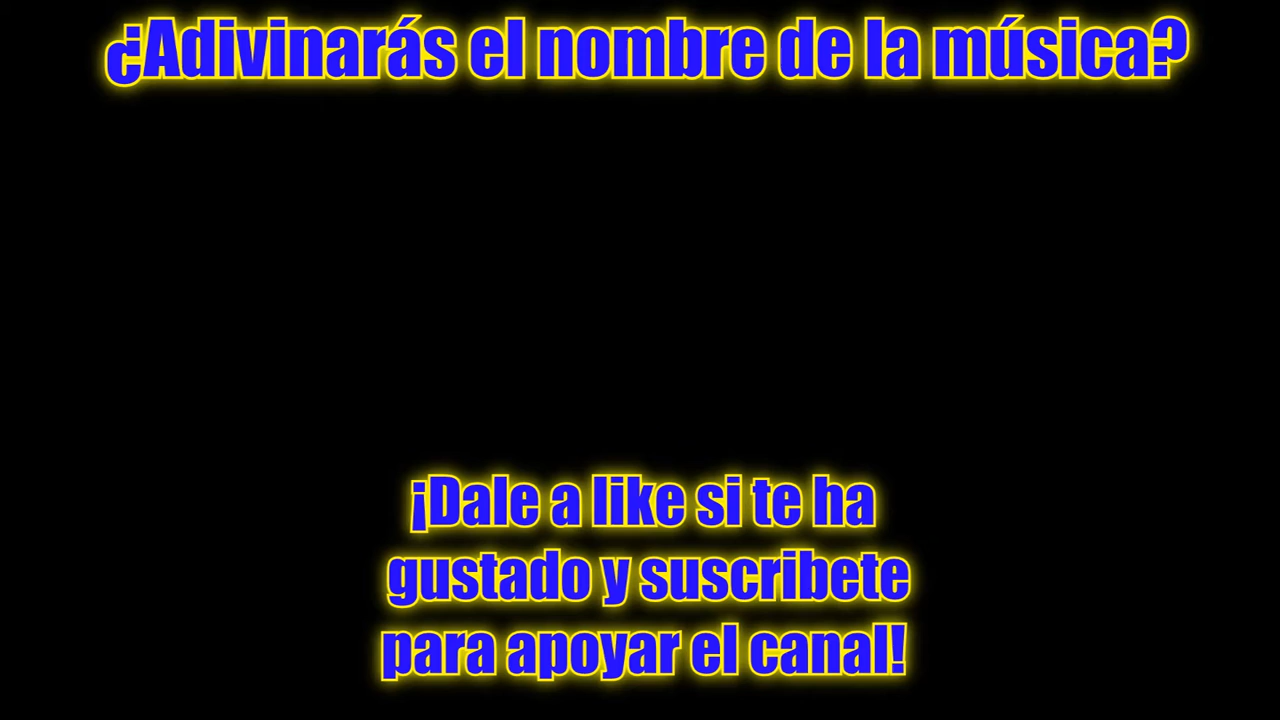 ¿Adivinarás el nombre de la música?
¡Dale a like si te ha
gustado y suscribete
para apoyar el canal!